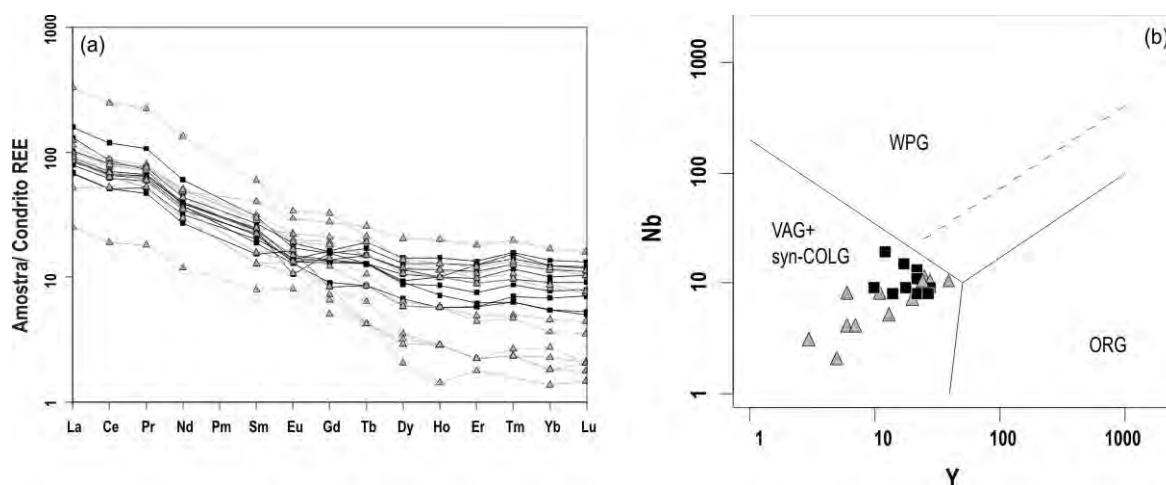 (a)
1000
100
10
1
Amostra/ Condrito REE
La Ce Pr Nd Pm Sm Eu Gd Tb Dy Ho Er Tm Yb Lu
(b)
1000
100
10
1
Nb
WPG
VAG+
syn-COLG
ORG
1 10 100 1000
Y